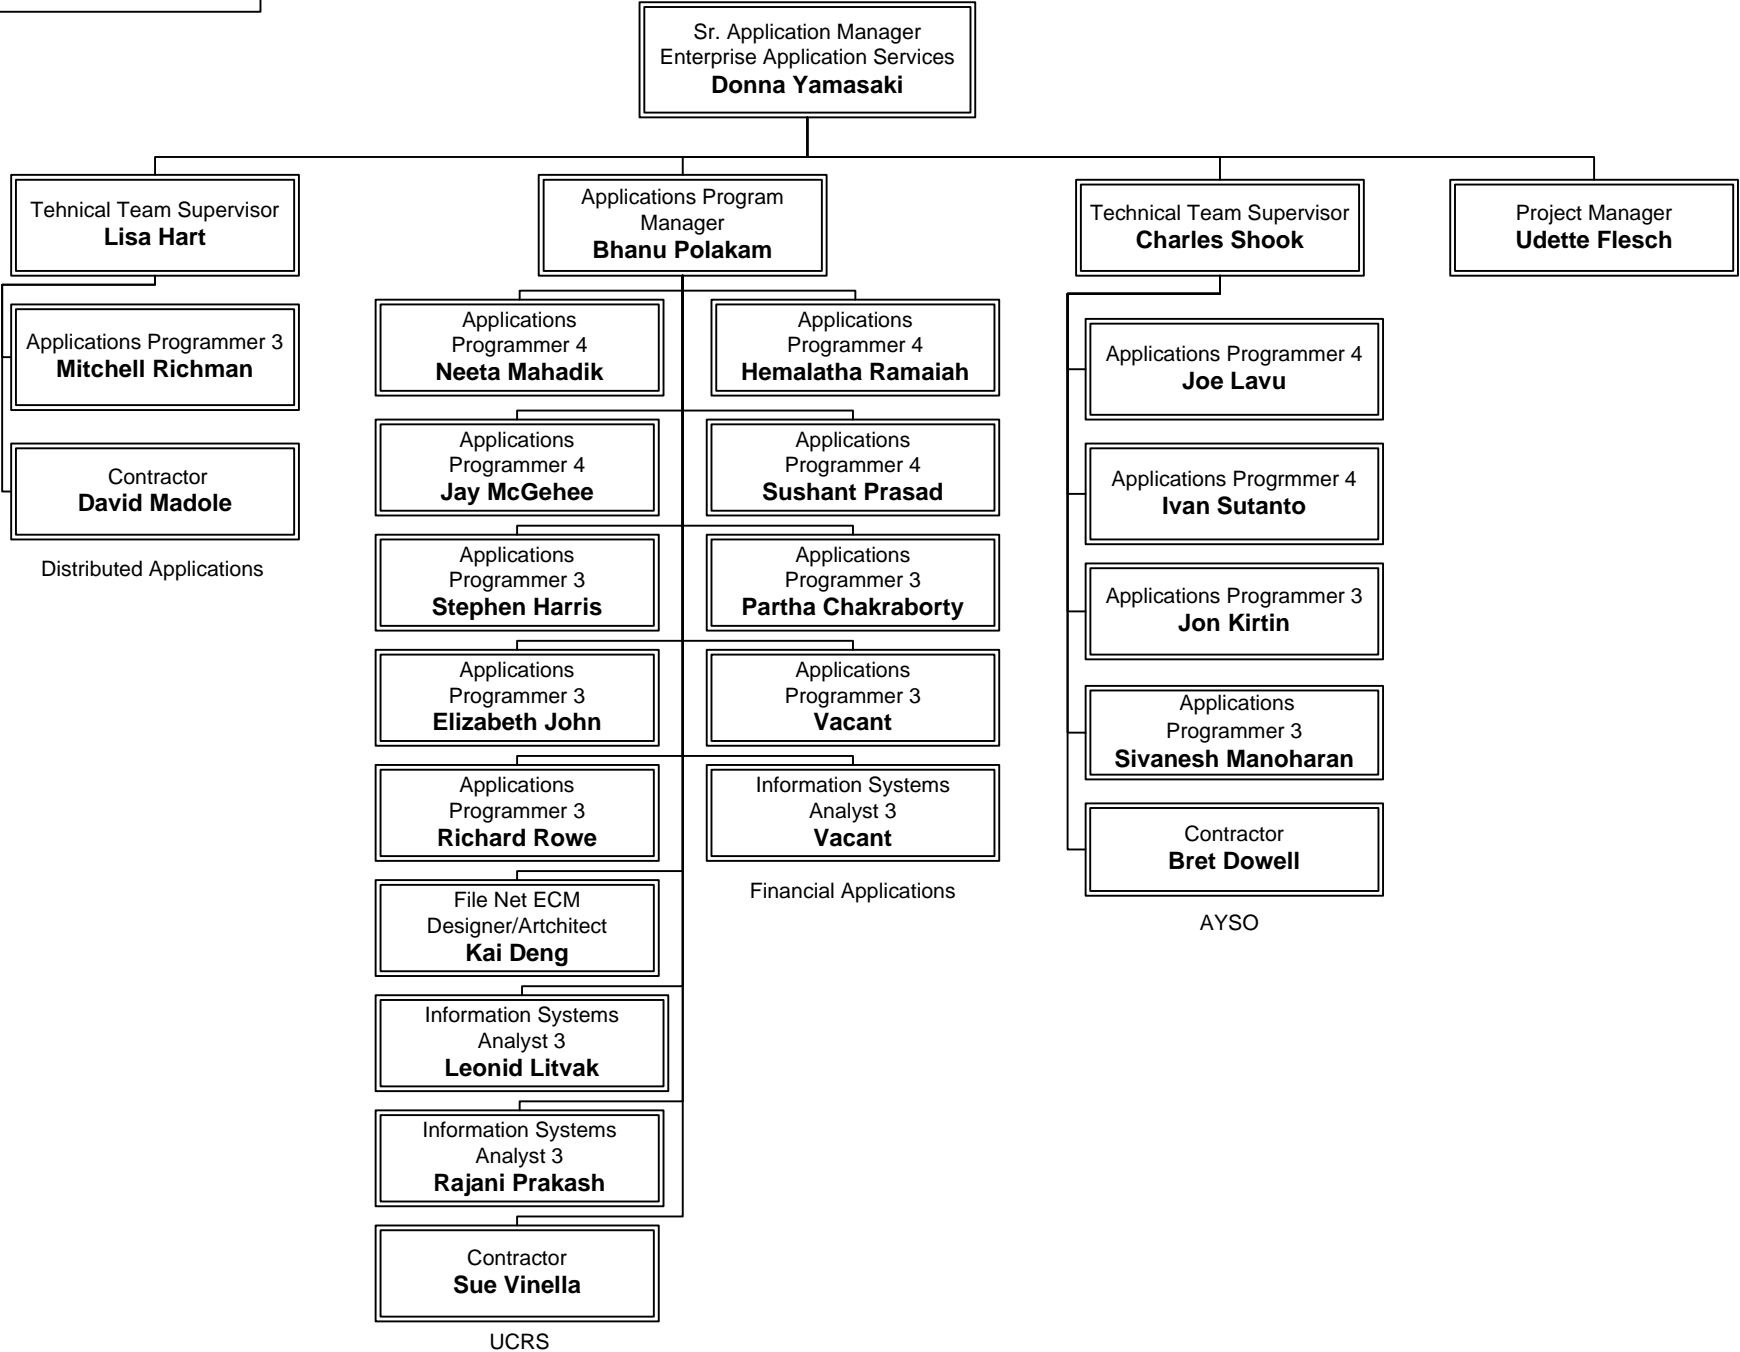 Sr. Application Manager
Enterprise Application Services
Donna Yamasaki
Tehnical Team Supervisor
Lisa Hart
Applications Programmer 3
Mitchell Richman
Contractor
David Madole
Distributed Applications
Applications Program
Manager
Bhanu Polakam
Applications
Programmer 4
Neeta Mahadik
Applications
Programmer 4
Hemalatha Ramaiah
Applications
Programmer 4
Jay McGehee
Applications
Programmer 4
Sushant Prasad
Applications
Programmer 3
Stephen Harris
Applications
Programmer 3
Partha Chakraborty
Applications
Programmer 3
Elizabeth John
Applications
Programmer 3
Vacant
Applications
Programmer 3
Richard Rowe
Information Systems
Analyst 3
Vacant
Financial Applications
File Net ECM
Designer/Artchitect
Kai Deng
Information Systems
Analyst 3
Leonid Litvak
Information Systems
Analyst 3
Rajani Prakash
Contractor
Sue Vinella
UCRS
Technical Team Supervisor
Charles Shook
Applications Programmer 4
Joe Lavu
Applications Progrmmer 4
Ivan Sutanto
Applications Programmer 3
Jon Kirtin
Applications
Programmer 3
Sivanesh Manoharan
Contractor
Bret Dowell
AYSO
Project Manager
Udette Flesch